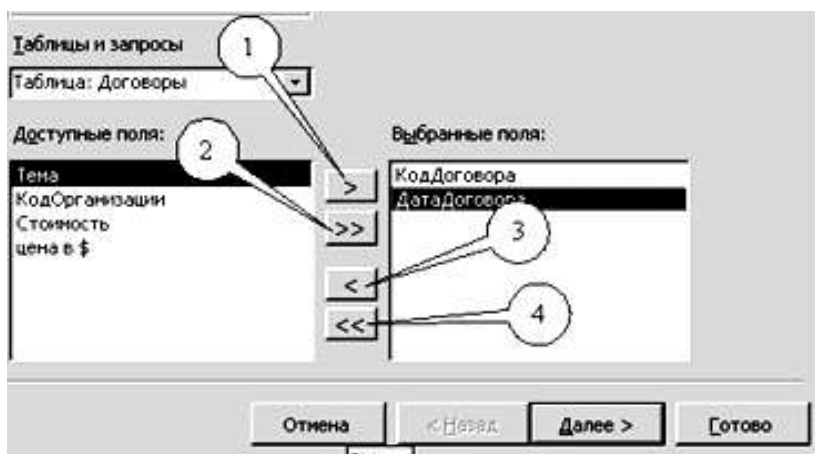 Таблицы и запросы
1
Таблица: Договоры
Доступные поля:
2
Выбранные поля:
Тема
КодОрганизации
Стоимость
цена в $
>
>>
<
<<
КодДоговора
ДатаДоговора
3
4
Отмена
< Назад
Далее >
Готово